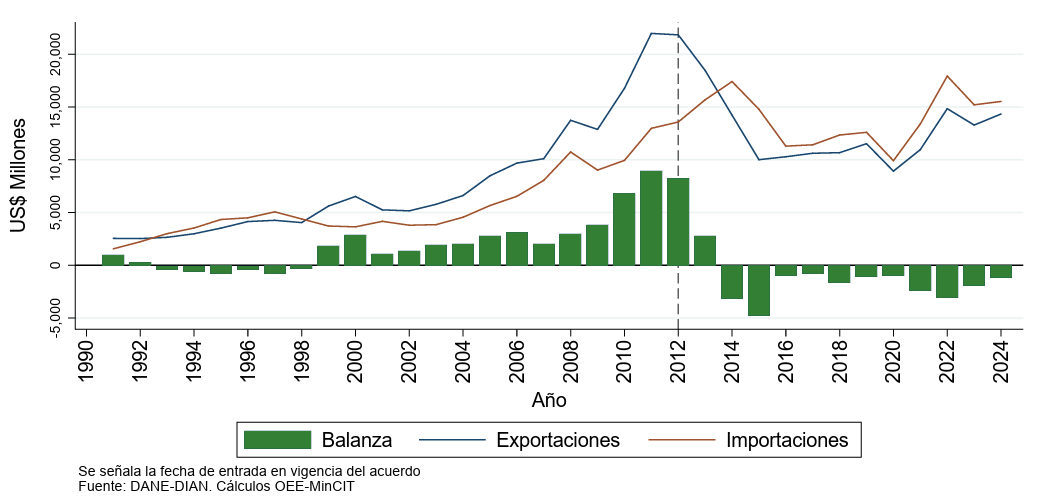 US$ Millones
20,000
15,000
10,000
5,000
0
-5,000
1990 1992 1994 1996 1998 2000 2002 2004 2006 2008 2010 2012 2014 2016 2018 2020 2022 2024
Año
Balanza Exportaciones Importaciones
Se señala la fecha de entrada en vigencia del acuerdo
Fuente: DANE-DIAN. Cálculos OEE-MinCIT